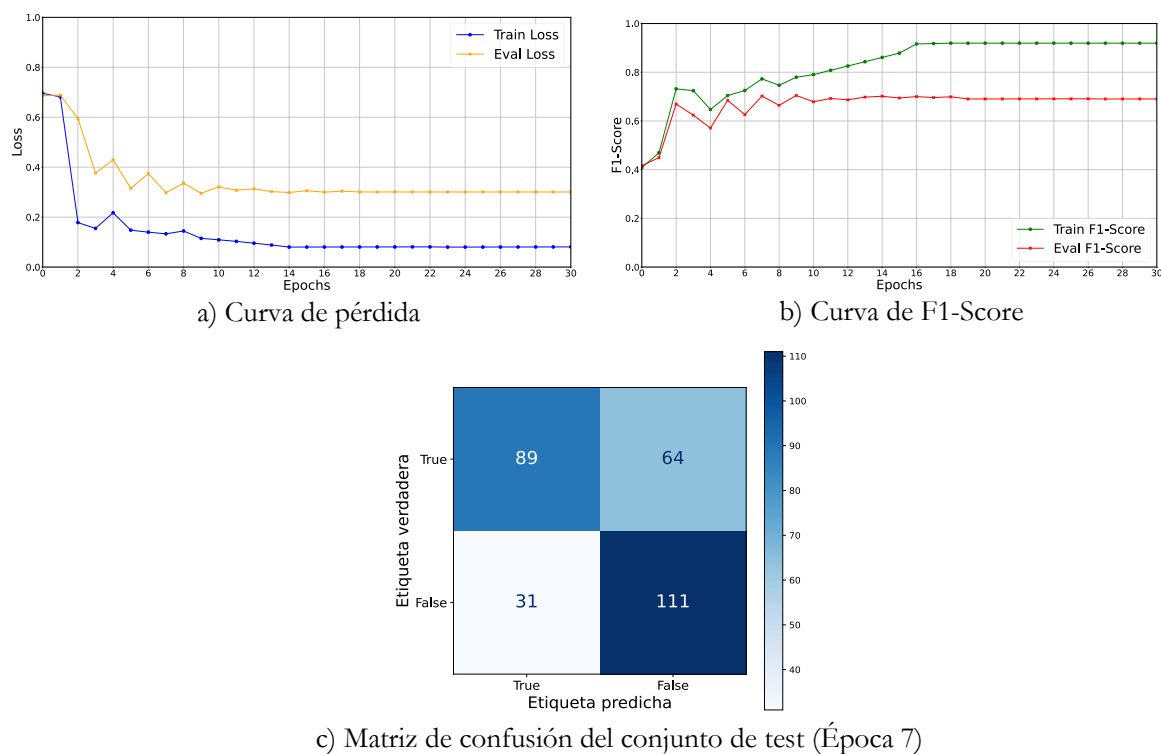 1.0
0.8
0.6
0.4
0.2
0.0
Loss
Train Loss
Eval Loss
0 2 4 6 8 10 12 14 16 18 20 22 24 26 28 30
Epochs
a) Curva de pérdida
1.0
0.8
0.6
0.4
0.2
0.0
F1-Score
Train F1-Score
Eval F1-Score
0 2 4 6 8 10 12 14 16 18 20 22 24 26 28 30
Epochs
b) Curva de F1-Score
Etiqueta verdadera
True
89 64
False
31 111
True False
Etiqueta predicha
110
100
90
80
70
60
50
40
c) Matriz de confusión del conjunto de test (Época 7)